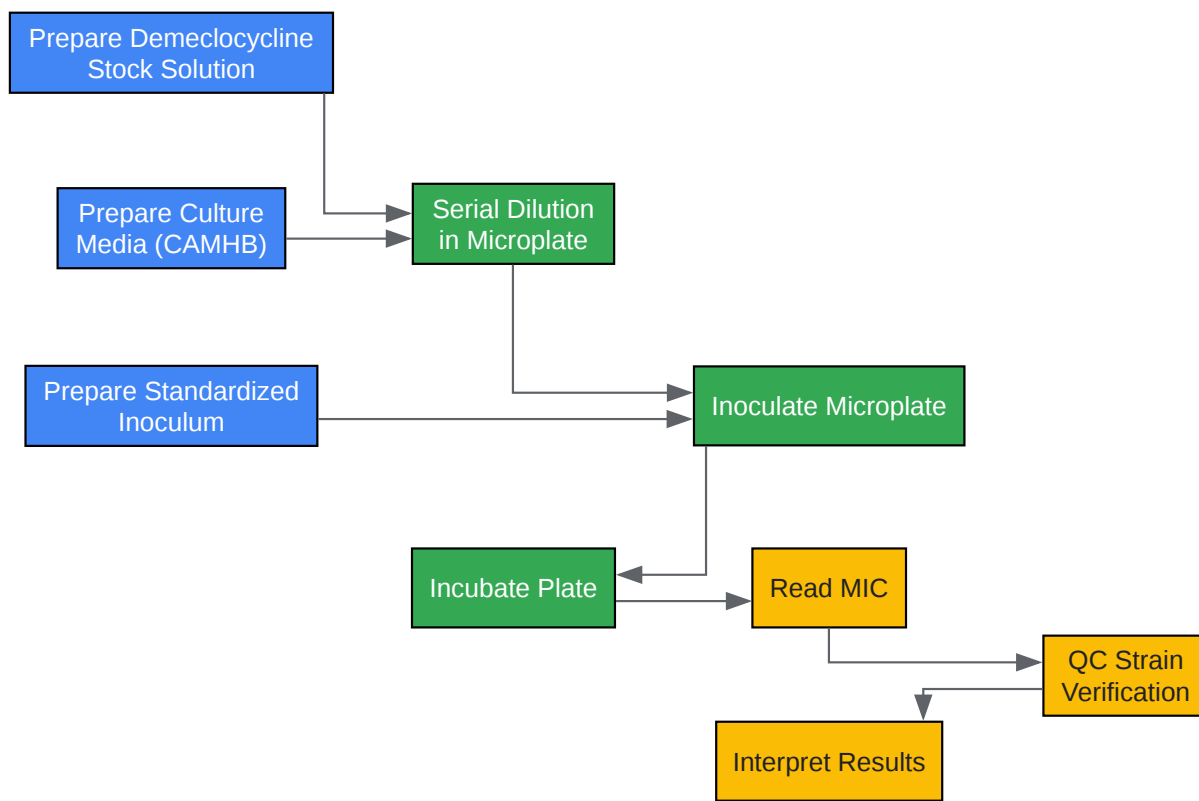 Prepare Demeclocycline
Stock Solution
Prepare Culture
Media (CAMHB)
Serial Dilution
in Microplate
Prepare Standardized
Inoculum
Inoculate Microplate
Incubate Plate
Read MIC
QC Strain
Verification
Interpret Results